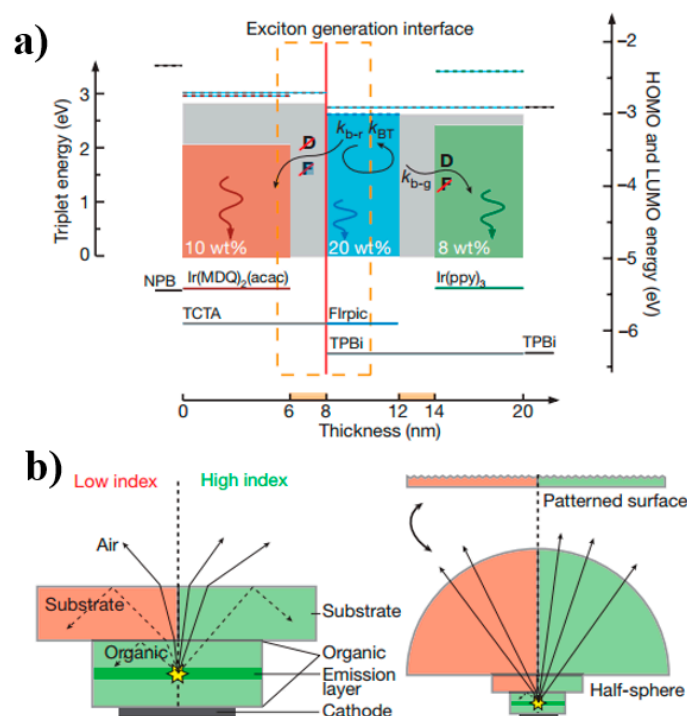 a)
Exciton generation interface
Triplet energy (eV)
3
2
1
0
D
F
k_b-r
k_BT
k_b-g
D
F
10 wt%
20 wt%
8 wt%
HOMO and LUMO energy (eV)
−2
−3
−4
−5
−6
NPB
Ir(MDQ)₂(acac)
Ir(ppy)₃
TCTA
FIrpic
TPBi
TPBi
0
6
8
12
14
20
Thickness (nm)
b)
Low index
High index
Air
Substrate
Substrate
Organic
Organic
Emission
layer
Cathode
Patterned surface
Half-sphere